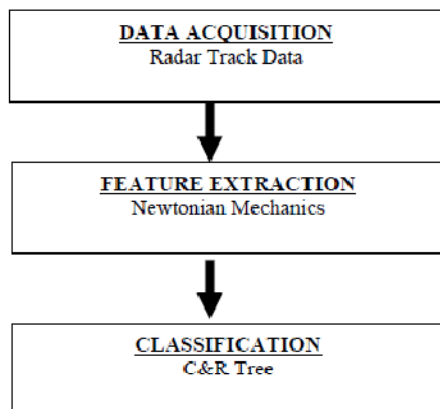 DATA ACQUISITION
Radar Track Data
FEATURE EXTRACTION
Newtonian Mechanics
CLASSIFICATION
C&R Tree